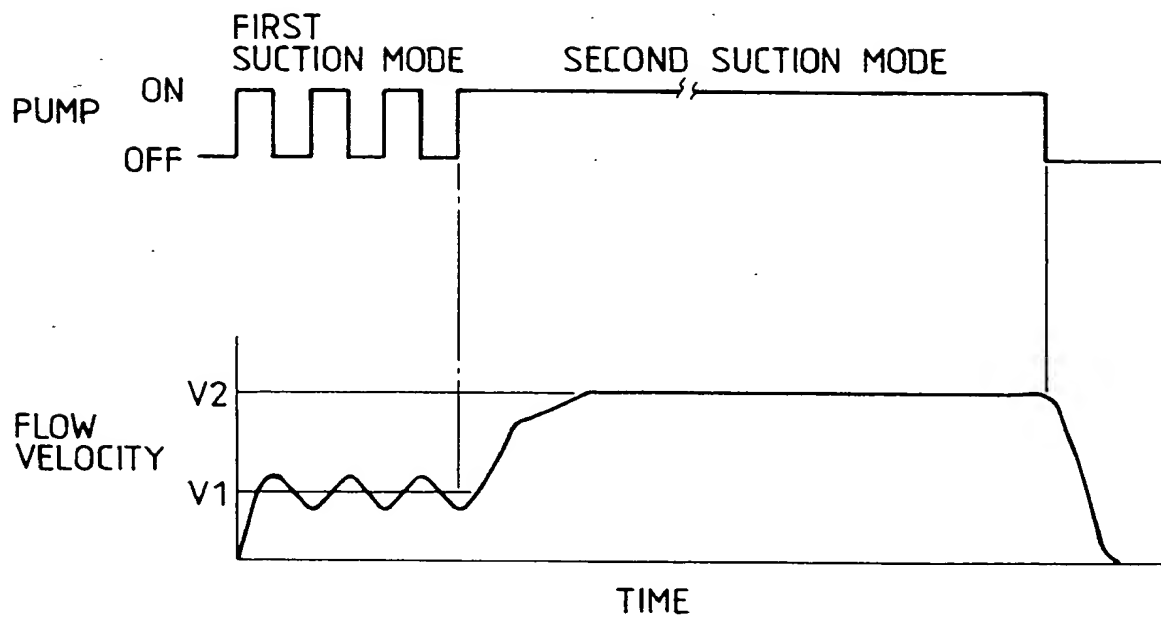 FIRST
SUCTION MODE
SECOND SUCTION MODE
PUMP
ON
OFF
FLOW
VELOCITY
V2
V1
TIME